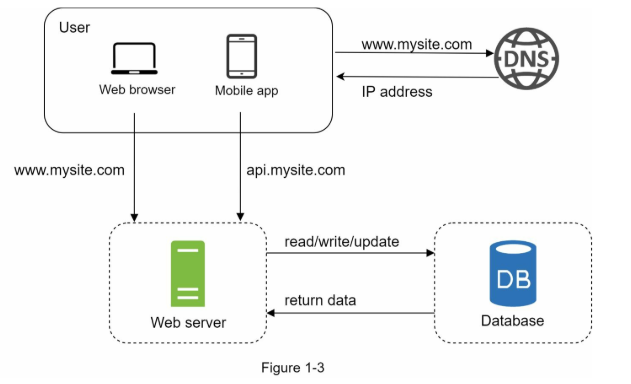 User
Web browser
Mobile app
www.mysite.com
DNS
IP address
www.mysite.com
api.mysite.com
read/write/update
return data
Web server
DB
Database
Figure 1-3